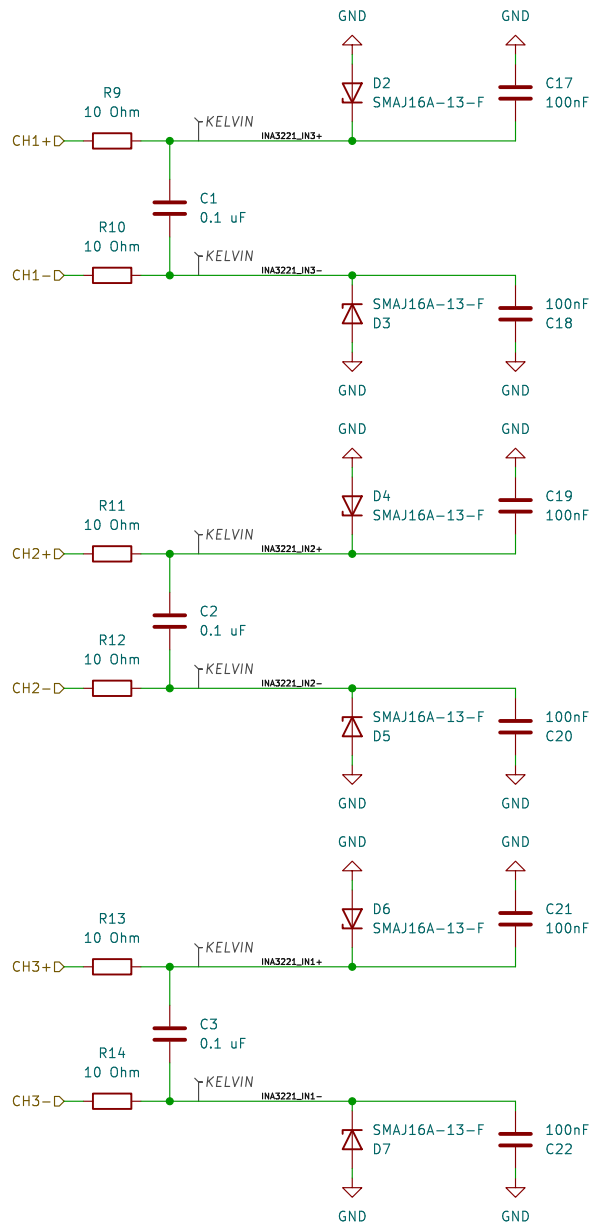 GND
GND
D2
SMAJ16A-13-F
C17
100nF
R9
10 Ohm
KELVIN
CH1+
INA3221_IN3+
C1
0.1 uF
R10
10 Ohm
KELVIN
CH1-
INA3221_IN3-
SMAJ16A-13-F
D3
100nF
C18
GND
GND
GND
GND
D4
SMAJ16A-13-F
C19
100nF
R11
10 Ohm
KELVIN
CH2+
INA3221_IN2+
C2
0.1 uF
R12
10 Ohm
KELVIN
CH2-
INA3221_IN2-
SMAJ16A-13-F
D5
100nF
C20
GND
GND
GND
GND
D6
SMAJ16A-13-F
C21
100nF
R13
10 Ohm
KELVIN
CH3+
INA3221_IN1+
C3
0.1 uF
R14
10 Ohm
KELVIN
CH3-
INA3221_IN1-
SMAJ16A-13-F
D7
100nF
C22
GND
GND